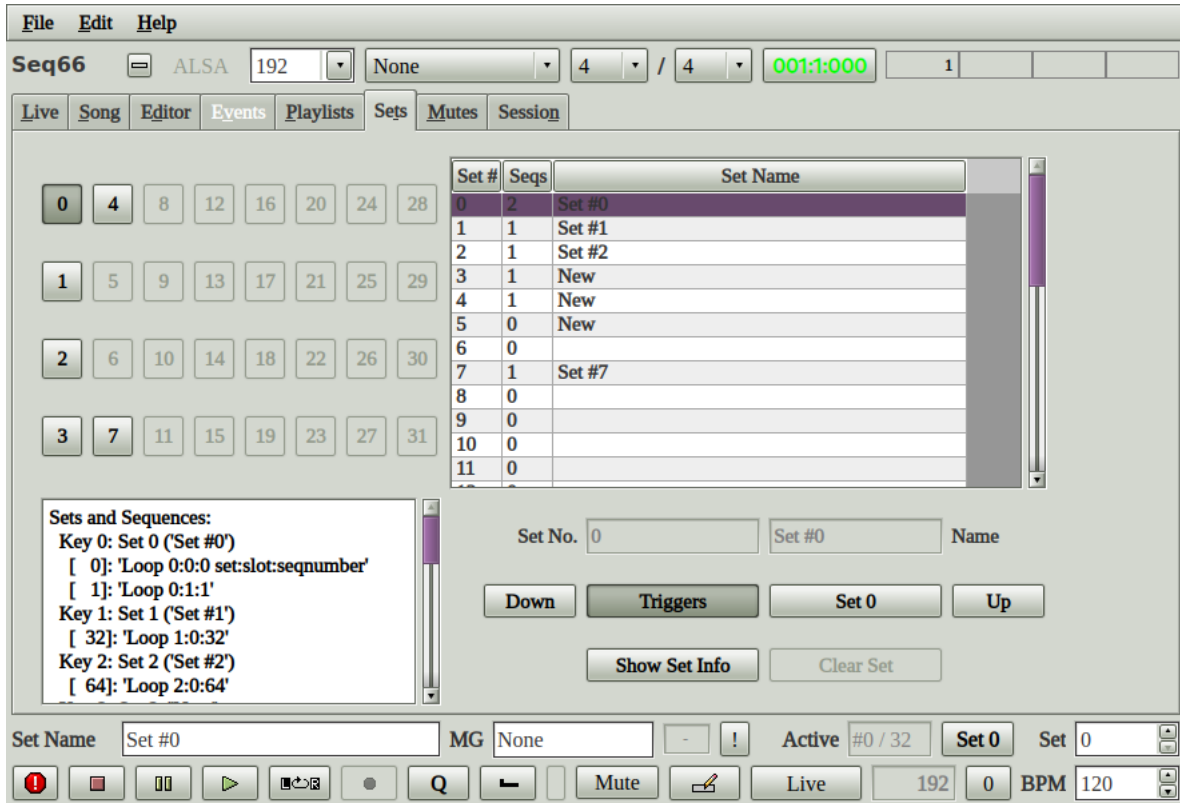 File Edit Help
Seq66 ALSA 192 None 4 / 4 001:1:000 1
Live Song Editor Events Playlists Sets Mutes Session
0 4 8 12 16 20 24 28
1 5 9 13 17 21 25 29
2 6 10 14 18 22 26 30
3 7 11 15 19 23 27 31
Set # Seqs Set Name
0 2 Set #0
1 1 Set #1
2 1 Set #2
3 1 New
4 1 New
5 0 New
6 0
7 1 Set #7
8 0
9 0
10 0
11 0
Sets and Sequences:
Key 0: Set 0 ('Set #0')
[ 0]: 'Loop 0:0:0 set:slot:seqnumber'
[ 1]: 'Loop 0:1:1'
Key 1: Set 1 ('Set #1')
[ 32]: 'Loop 1:0:32'
Key 2: Set 2 ('Set #2')
[ 64]: 'Loop 2:0:64'
Set No. 0 Set #0 Name
Down Triggers Set 0 Up
Show Set Info Clear Set
Set Name Set #0 MG None - ! Active #0 / 32 Set 0 Set 0
Q Mute Live 192 0 BPM 120